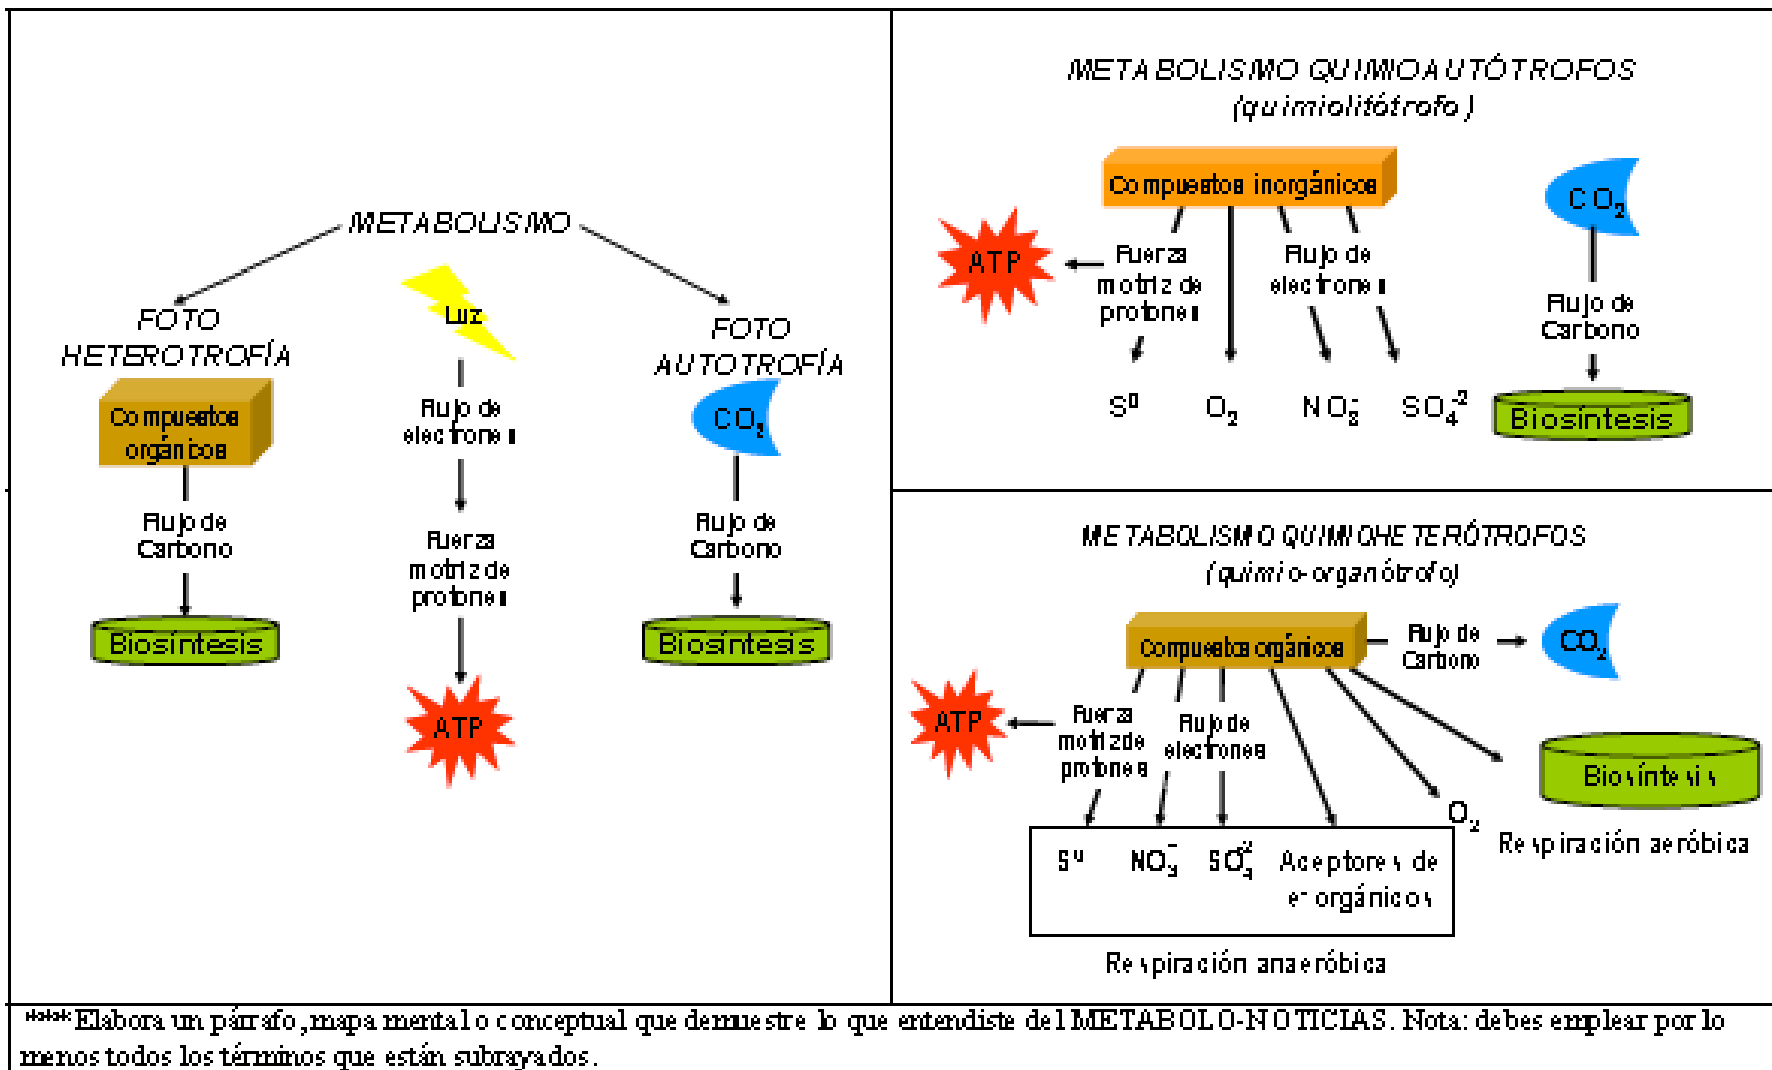 METABOLISMO
FOTO
HETEROTROFÍA
Compuestos
orgánicos
Flujo de
Carbono
Biosíntesis
Luz
Flujo de
electrones
Fuerza
motriz de
protones
ATP
FOTO
AUTOTROFÍA
CO2
Flujo de
Carbono
Biosíntesis
METABOLISMO QUIMIOAUTÓTROFOS
(quimiolitótrofo)
Compuestos inorgánicos
ATP
Fuerza
motriz de
protones
Flujo de
electrones
S⁰ O₂ NO₃⁻ SO₄⁻²
CO₂
Flujo de
Carbono
Biosíntesis
METABOLISMO QUIMIOHETERÓTROFOS
(quimio-organótrofo)
Compuestos orgánicos
Flujo de
Carbono
CO₂
ATP
Fuerza
motriz de
protones
Flujo de
electrones
Biosíntesis
O₂
Respiración aeróbica
S⁰ NO₃⁻ SO₄⁻² Aceptores de
e⁻ orgánicos
Respiración anaeróbica
****Elabora un párrafo, mapa mental o conceptual que demuestre lo que entendiste del METABOLO-NOTICIAS. Nota: debes emplear por lo
menos todos los términos que están subrayados.